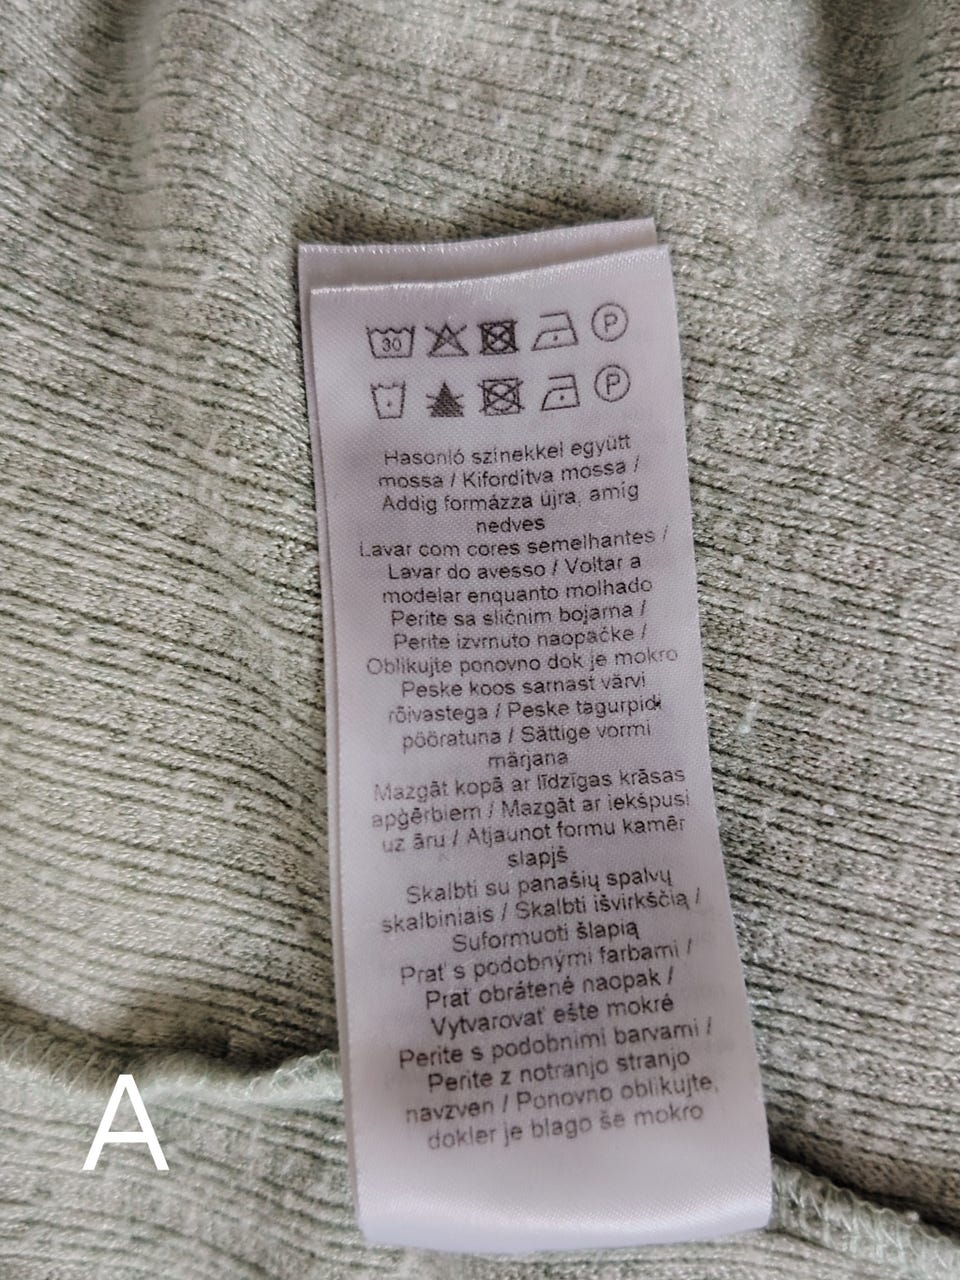 30 P
P
Hasonló színekkel együtt
mossa / Kifordítva mossa /
Addig formázza újra, amíg
nedves
Lavar com cores semelhantes /
Lavar do avesso / Voltar a
modelar enquanto molhado
Perite sa sličnim bojama /
Perite izvrnuto naopačke /
Oblikujte ponovno dok je mokro
Peske koos sarnast värvi
rõivastega / Peske tagurpidi
pööratuna / Sättige vormi
märjana
Mazgāt kopā ar līdzīgas krāsas
apģērbiem / Mazgāt ar iekšpusi
uz āru / Atjaunot formu kamēr
slapjš
Skalbti su panašių spalvų
skalbiniais / Skalbti išvirkščią /
Suformuoti šlapią
Prať s podobnými farbami /
Prať obrátené naopak /
Vytvarovať ešte mokré
Perite s podobnimi barvami /
Perite z notranjo stranjo
navzven / Ponovno oblikujte,
dokler je blago še mokro
A